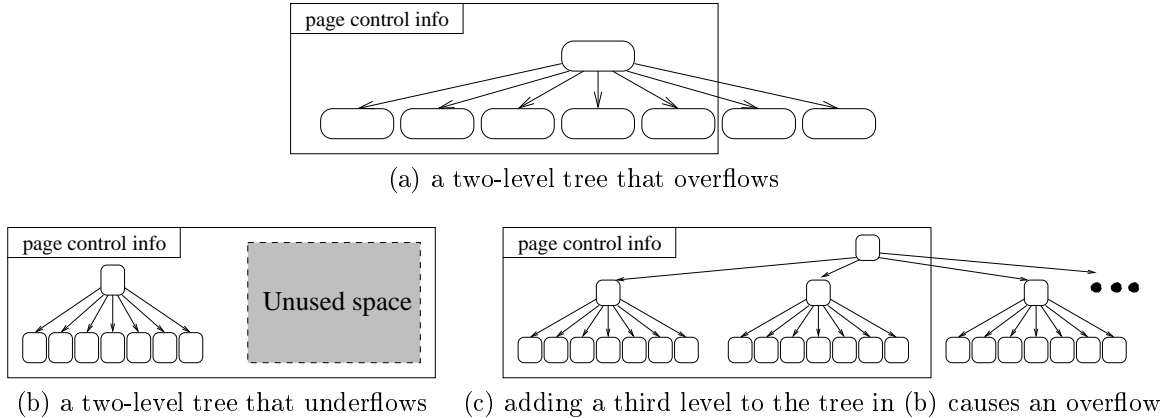 page control info
(a) a two-level tree that overflows
page control info
Unused space
page control info
(b) a two-level tree that underflows
(c) adding a third level to the tree in (b) causes an overflow